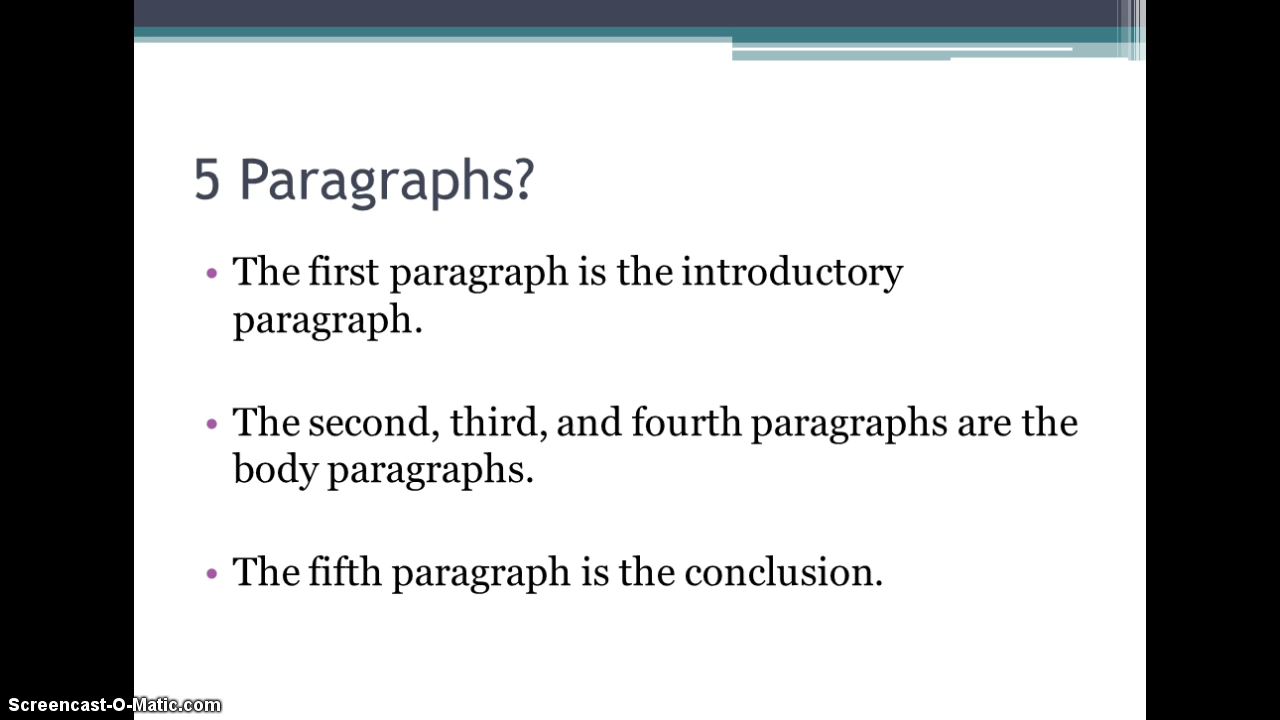 5 Paragraphs?
• The first paragraph is the introductory
paragraph.
• The second, third, and fourth paragraphs are the
body paragraphs.
• The fifth paragraph is the conclusion.
Screencast-O-Matic.com